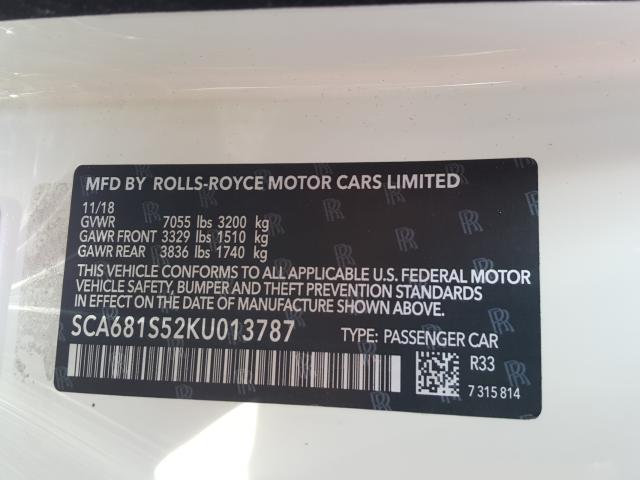 MFD BY ROLLS-ROYCE MOTOR CARS LIMITED
11/18
GVWR 7055 lbs 3200 kg
GAWR FRONT 3329 lbs 1510 kg
GAWR REAR 3836 lbs 1740 kg
THIS VEHICLE CONFORMS TO ALL APPLICABLE U.S. FEDERAL MOTOR
VEHICLE SAFETY, BUMPER AND THEFT PREVENTION STANDARDS
IN EFFECT ON THE DATE OF MANUFACTURE SHOWN ABOVE.
SCA681S52KU013787 TYPE: PASSENGER CAR
R33
7 315 814